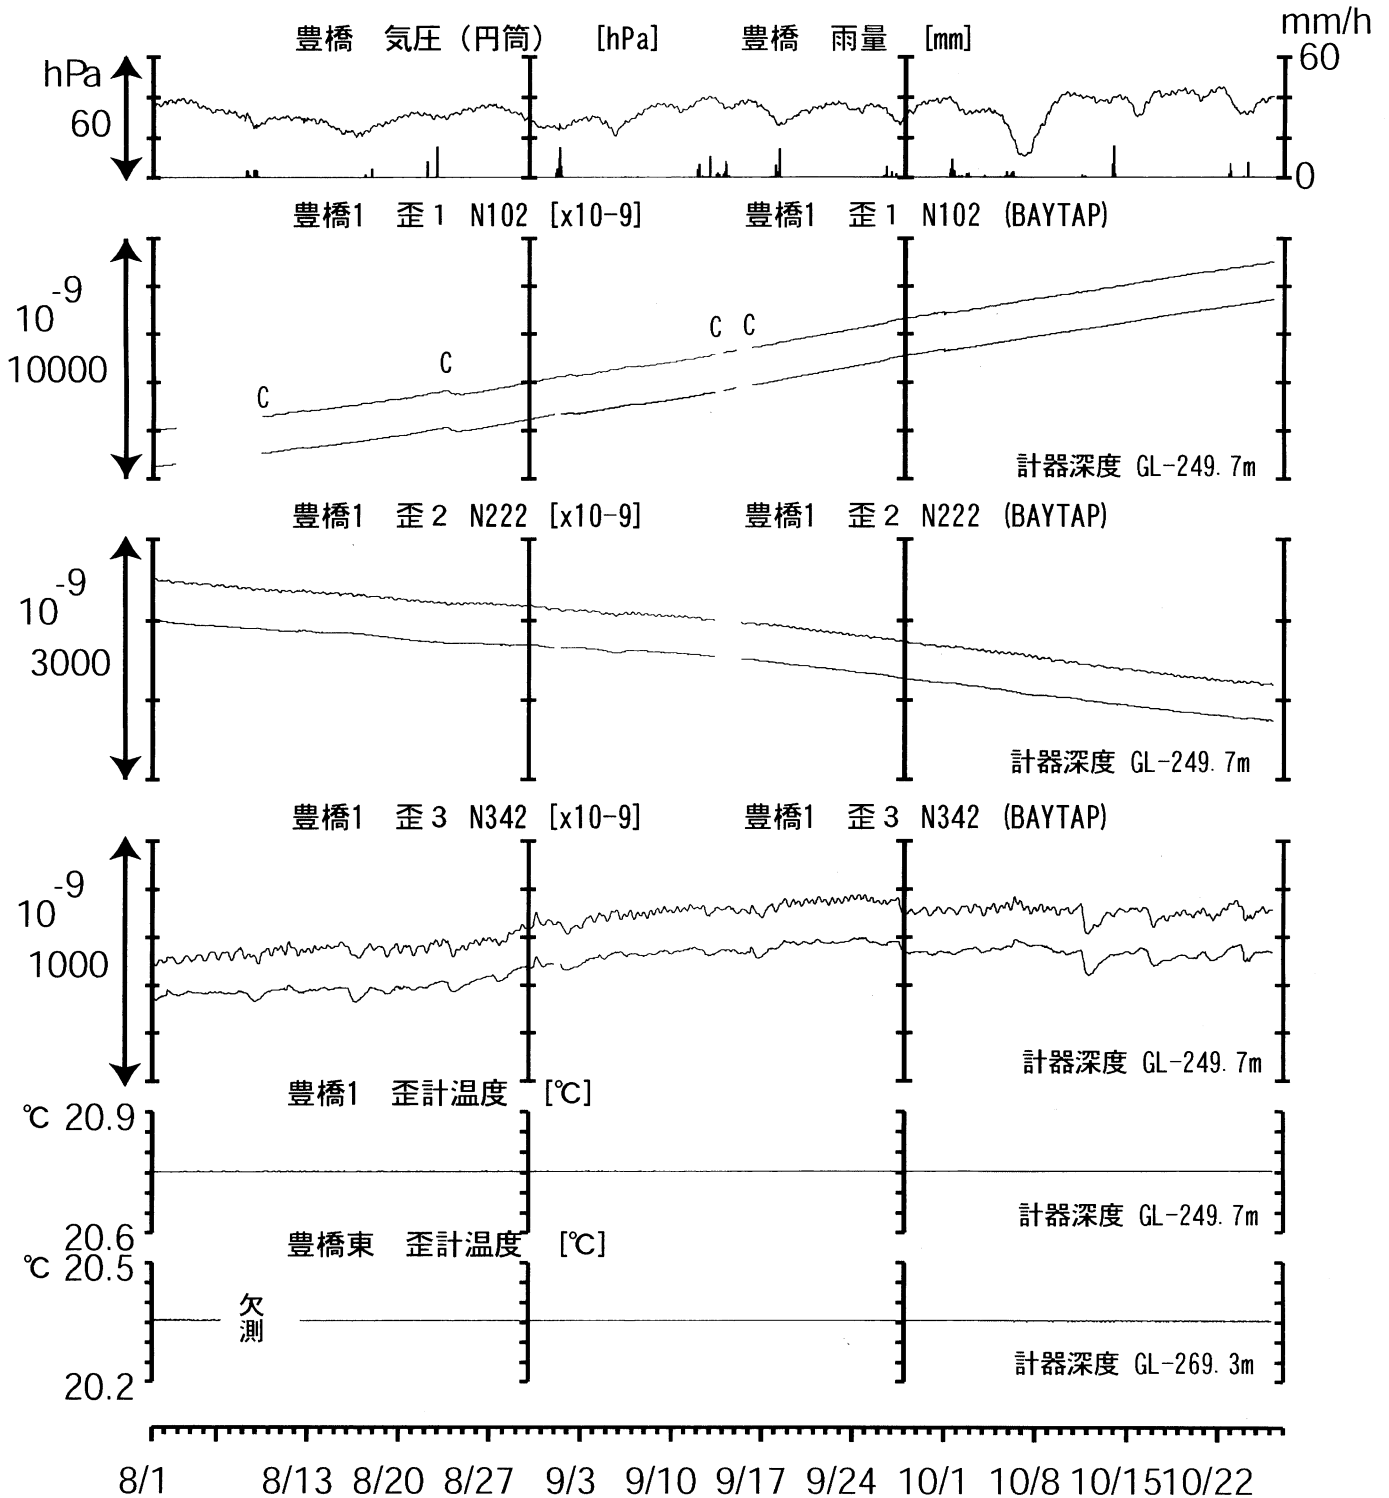 mm/h
豊橋 気圧（円筒） [hPa] 豊橋 雨量 [mm]
hPa 60
60
0
豊橋1 歪１ N102 [x10-9] 豊橋1 歪１ N102 (BAYTAP)
10-9
10000
C C C C
計器深度 GL-249.7m
豊橋1 歪２ N222 [x10-9] 豊橋1 歪２ N222 (BAYTAP)
10-9
3000
計器深度 GL-249.7m
豊橋1 歪３ N342 [x10-9] 豊橋1 歪３ N342 (BAYTAP)
10-9
1000
計器深度 GL-249.7m
豊橋1 歪計温度 [℃]
℃ 20.9
計器深度 GL-249.7m
20.6
豊橋東 歪計温度 [℃]
℃ 20.5
欠測
計器深度 GL-269.3m
20.2
8/1 8/13 8/20 8/27 9/3 9/10 9/17 9/24 10/1 10/8 10/15 10/22